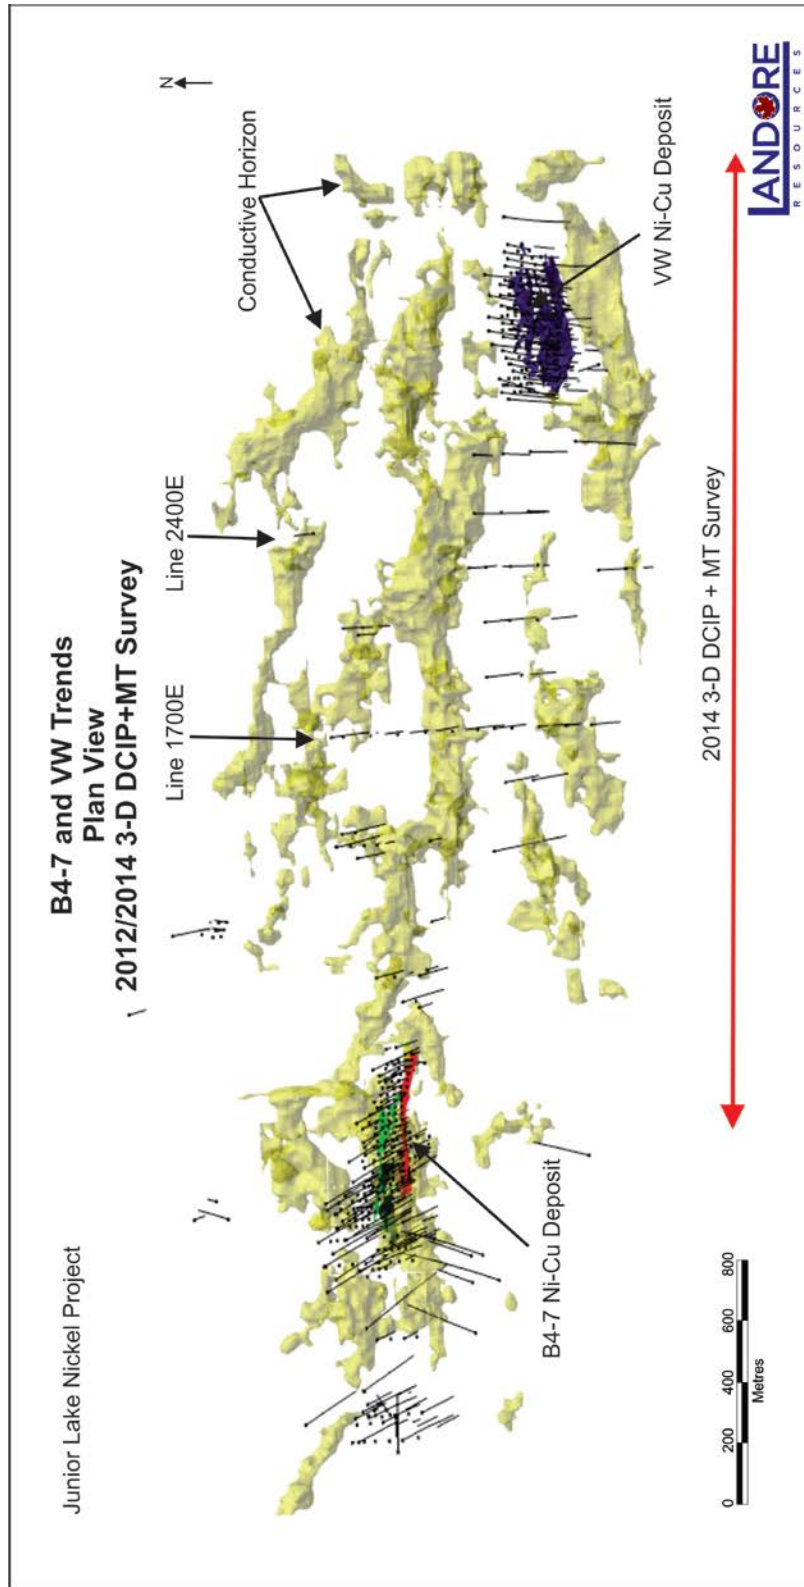 Junior Lake Nickel Project
B4-7 and VW Trends
Plan View
2012/2014 3-D DCIP+MT Survey
N
Line 1700E
Line 2400E
Conductive Horizon
B4-7 Ni-Cu Deposit
VW Ni-Cu Deposit
2014 3-D DCIP + MT Survey
0 200 400 600 800
Metres
LANDORE
RESOURCES